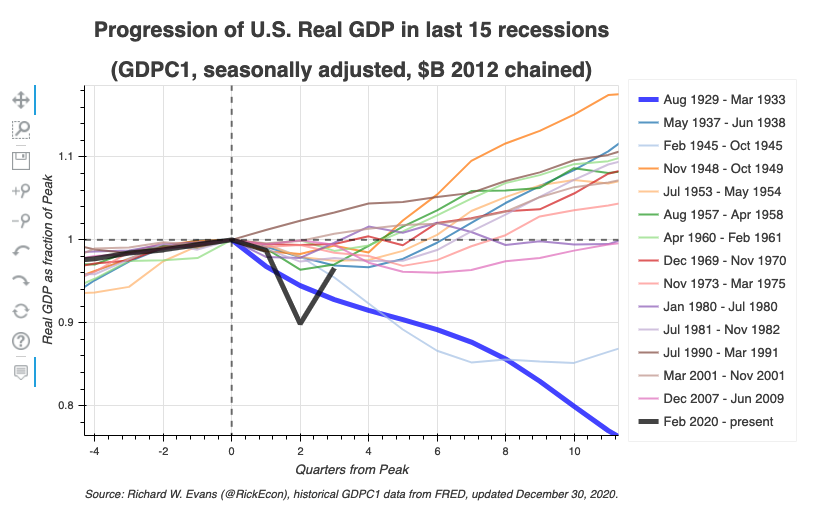 Progression of U.S. Real GDP in last 15 recessions
(GDPC1, seasonally adjusted, $B 2012 chained)
Real GDP as fraction of Peak
1.1
1
0.9
0.8
-4
-2
0
2
4
6
8
10
Quarters from Peak
Aug 1929 - Mar 1933
May 1937 - Jun 1938
Feb 1945 - Oct 1945
Nov 1948 - Oct 1949
Jul 1953 - May 1954
Aug 1957 - Apr 1958
Apr 1960 - Feb 1961
Dec 1969 - Nov 1970
Nov 1973 - Mar 1975
Jan 1980 - Jul 1980
Jul 1981 - Nov 1982
Jul 1990 - Mar 1991
Mar 2001 - Nov 2001
Dec 2007 - Jun 2009
Feb 2020 - present
Source: Richard W. Evans (@RickEcon), historical GDPC1 data from FRED, updated December 30, 2020.